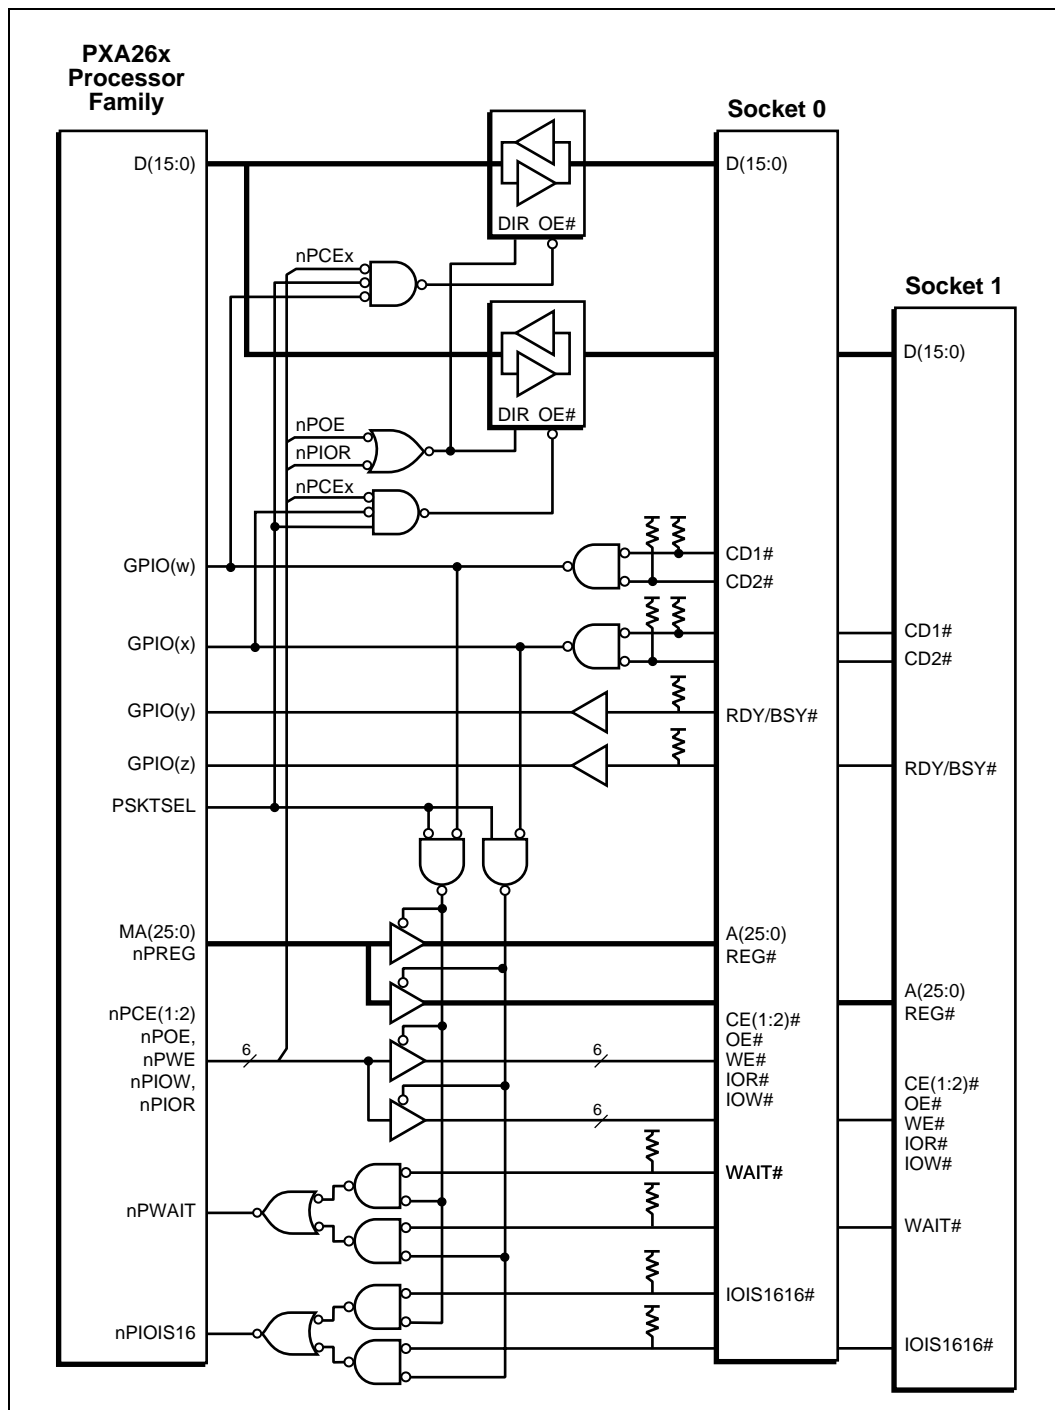 PXA26x
Processor
Family
Socket 0
D(15:0)
D(15:0)
DIR OE#
nPCEx
Socket 1
D(15:0)
DIR OE#
nPOE
nPIOR
nPCEx
CD1#
GPIO(w)
CD2#
CD1#
GPIO(x)
CD2#
GPIO(y)
RDY/BSY#
GPIO(z)
RDY/BSY#
PSKTSEL
MA(25:0)
nPREG
A(25:0)
REG#
A(25:0)
REG#
nPCE(1:2)
nPOE,
nPWE
nPIOW,
nPIOR
6
6
6
CE(1:2)#
OE#
WE#
IOR#
IOW#
CE(1:2)#
OE#
WE#
IOR#
IOW#
WAIT#
nPWAIT
WAIT#
IOIS1616#
nPIOIS16
IOIS1616#